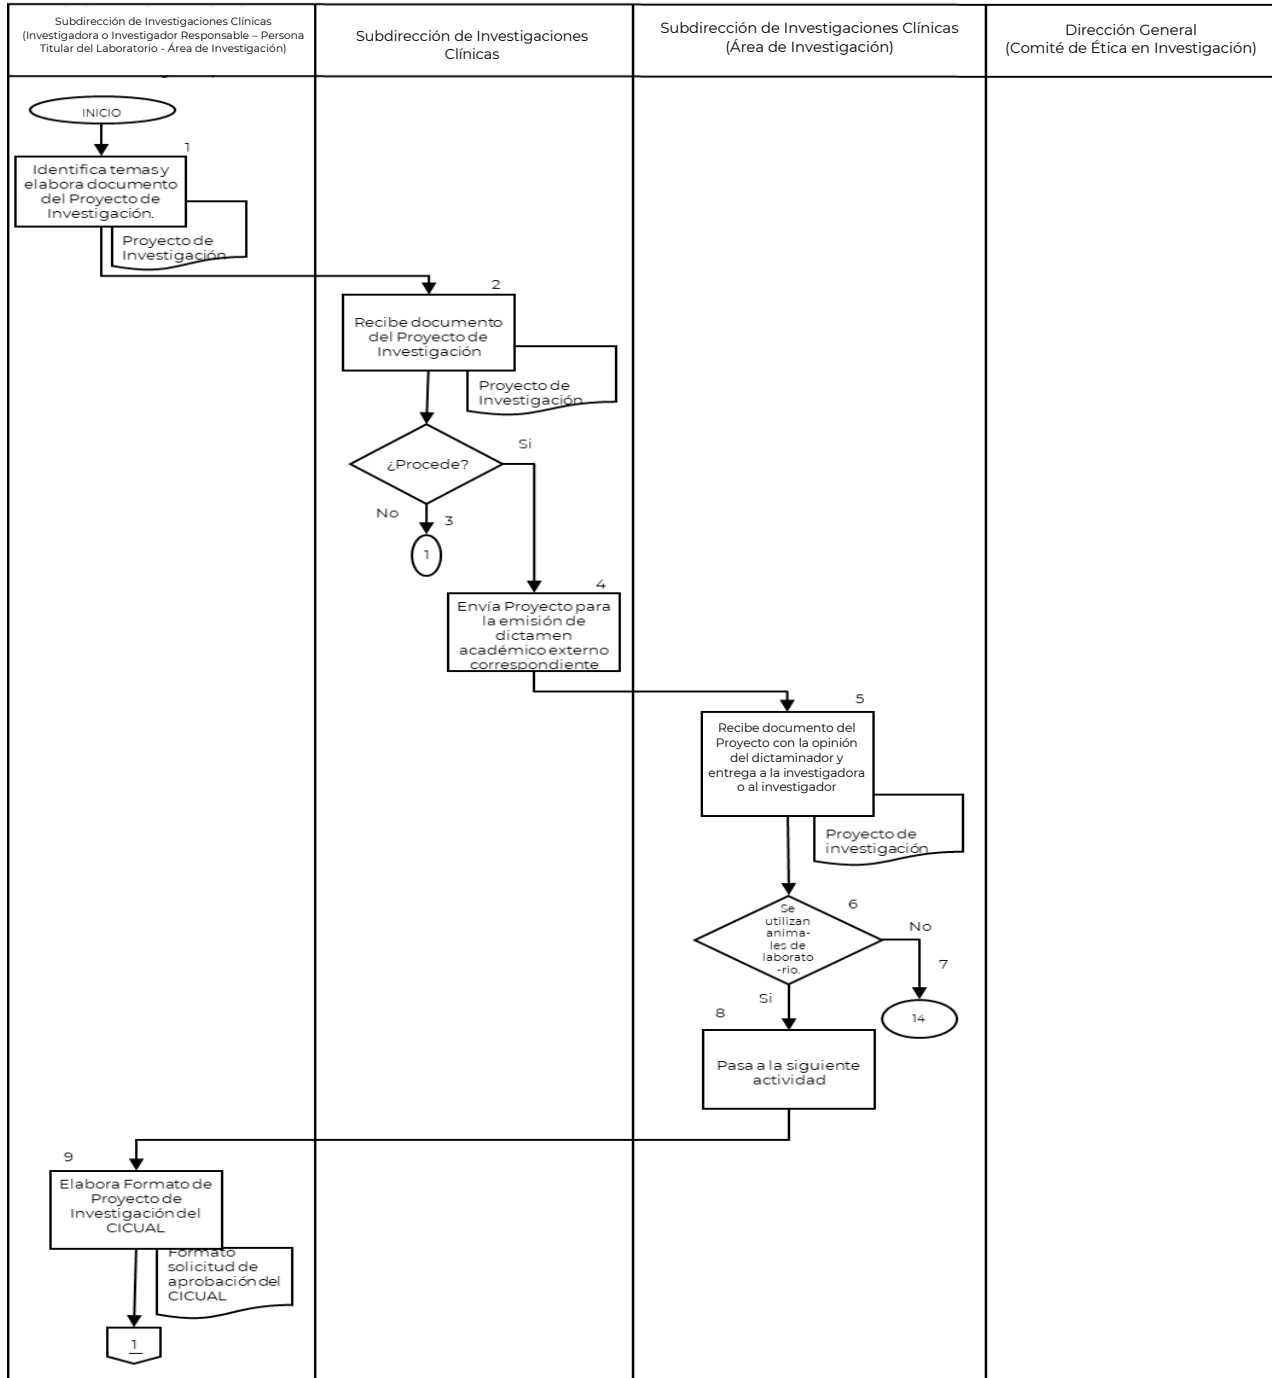 Subdirección de Investigaciones Clínicas
(Investigadora o Investigador Responsable – Persona
Titular del Laboratorio - Área de Investigación)
Subdirección de Investigaciones
Clínicas
Subdirección de Investigaciones Clínicas
(Área de Investigación)
Dirección General
(Comité de Ética en Investigación)
INICIO
1
Identifica temas y
elabora documento
del Proyecto de
Investigación.
Proyecto de
Investigación
2
Recibe documento
del Proyecto de
Investigación
Proyecto de
Investigación
¿Procede?
Si
No
3
1
4
Envía Proyecto para
la emisión de
dictamen
académico externo
correspondiente
5
Recibe documento del
Proyecto con la opinión
del dictaminador y
entrega a la investigadora
o al investigador
Proyecto de
investigación
6
Se
utilizan
anima-
les de
laborato
-rio.
No
7
14
Si
8
Pasa a la siguiente
actividad
9
Elabora Formato de
Proyecto de
Investigación del
CICUAL
Formato
solicitud de
aprobación del
CICUAL
1